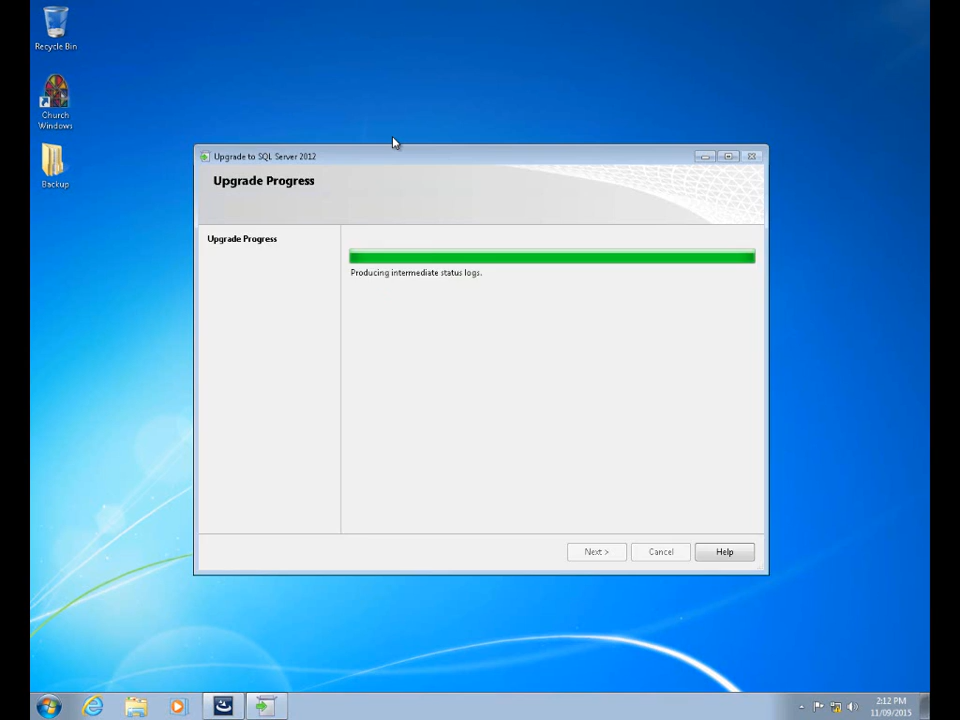 Recycle Bin
Church
Windows
Backup
Upgrade to SQL Server 2012
Upgrade Progress
Upgrade Progress
Producing intermediate status logs.
Next >
Cancel
Help
2:12 PM
11/09/2015